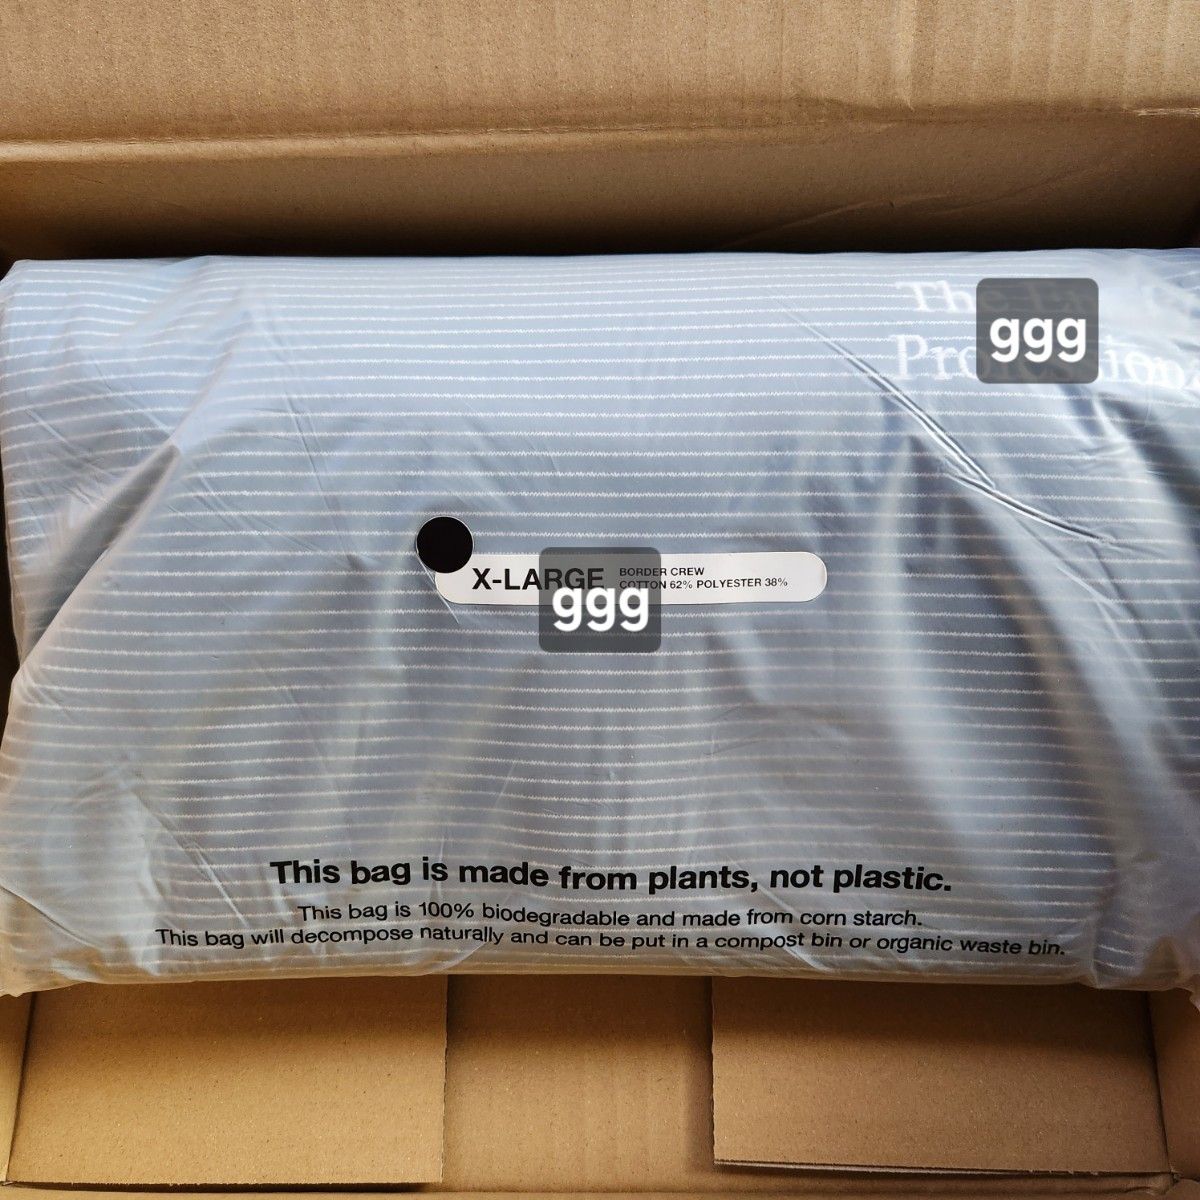 The
Pro
ggg
X-LARGE
BORDER CREW
COTTON 62% POLYESTER 38%
ggg
This bag is made from plants, not plastic.
This bag is 100% biodegradable and made from corn starch.
This bag will decompose naturally and can be put in a compost bin or organic waste bin.